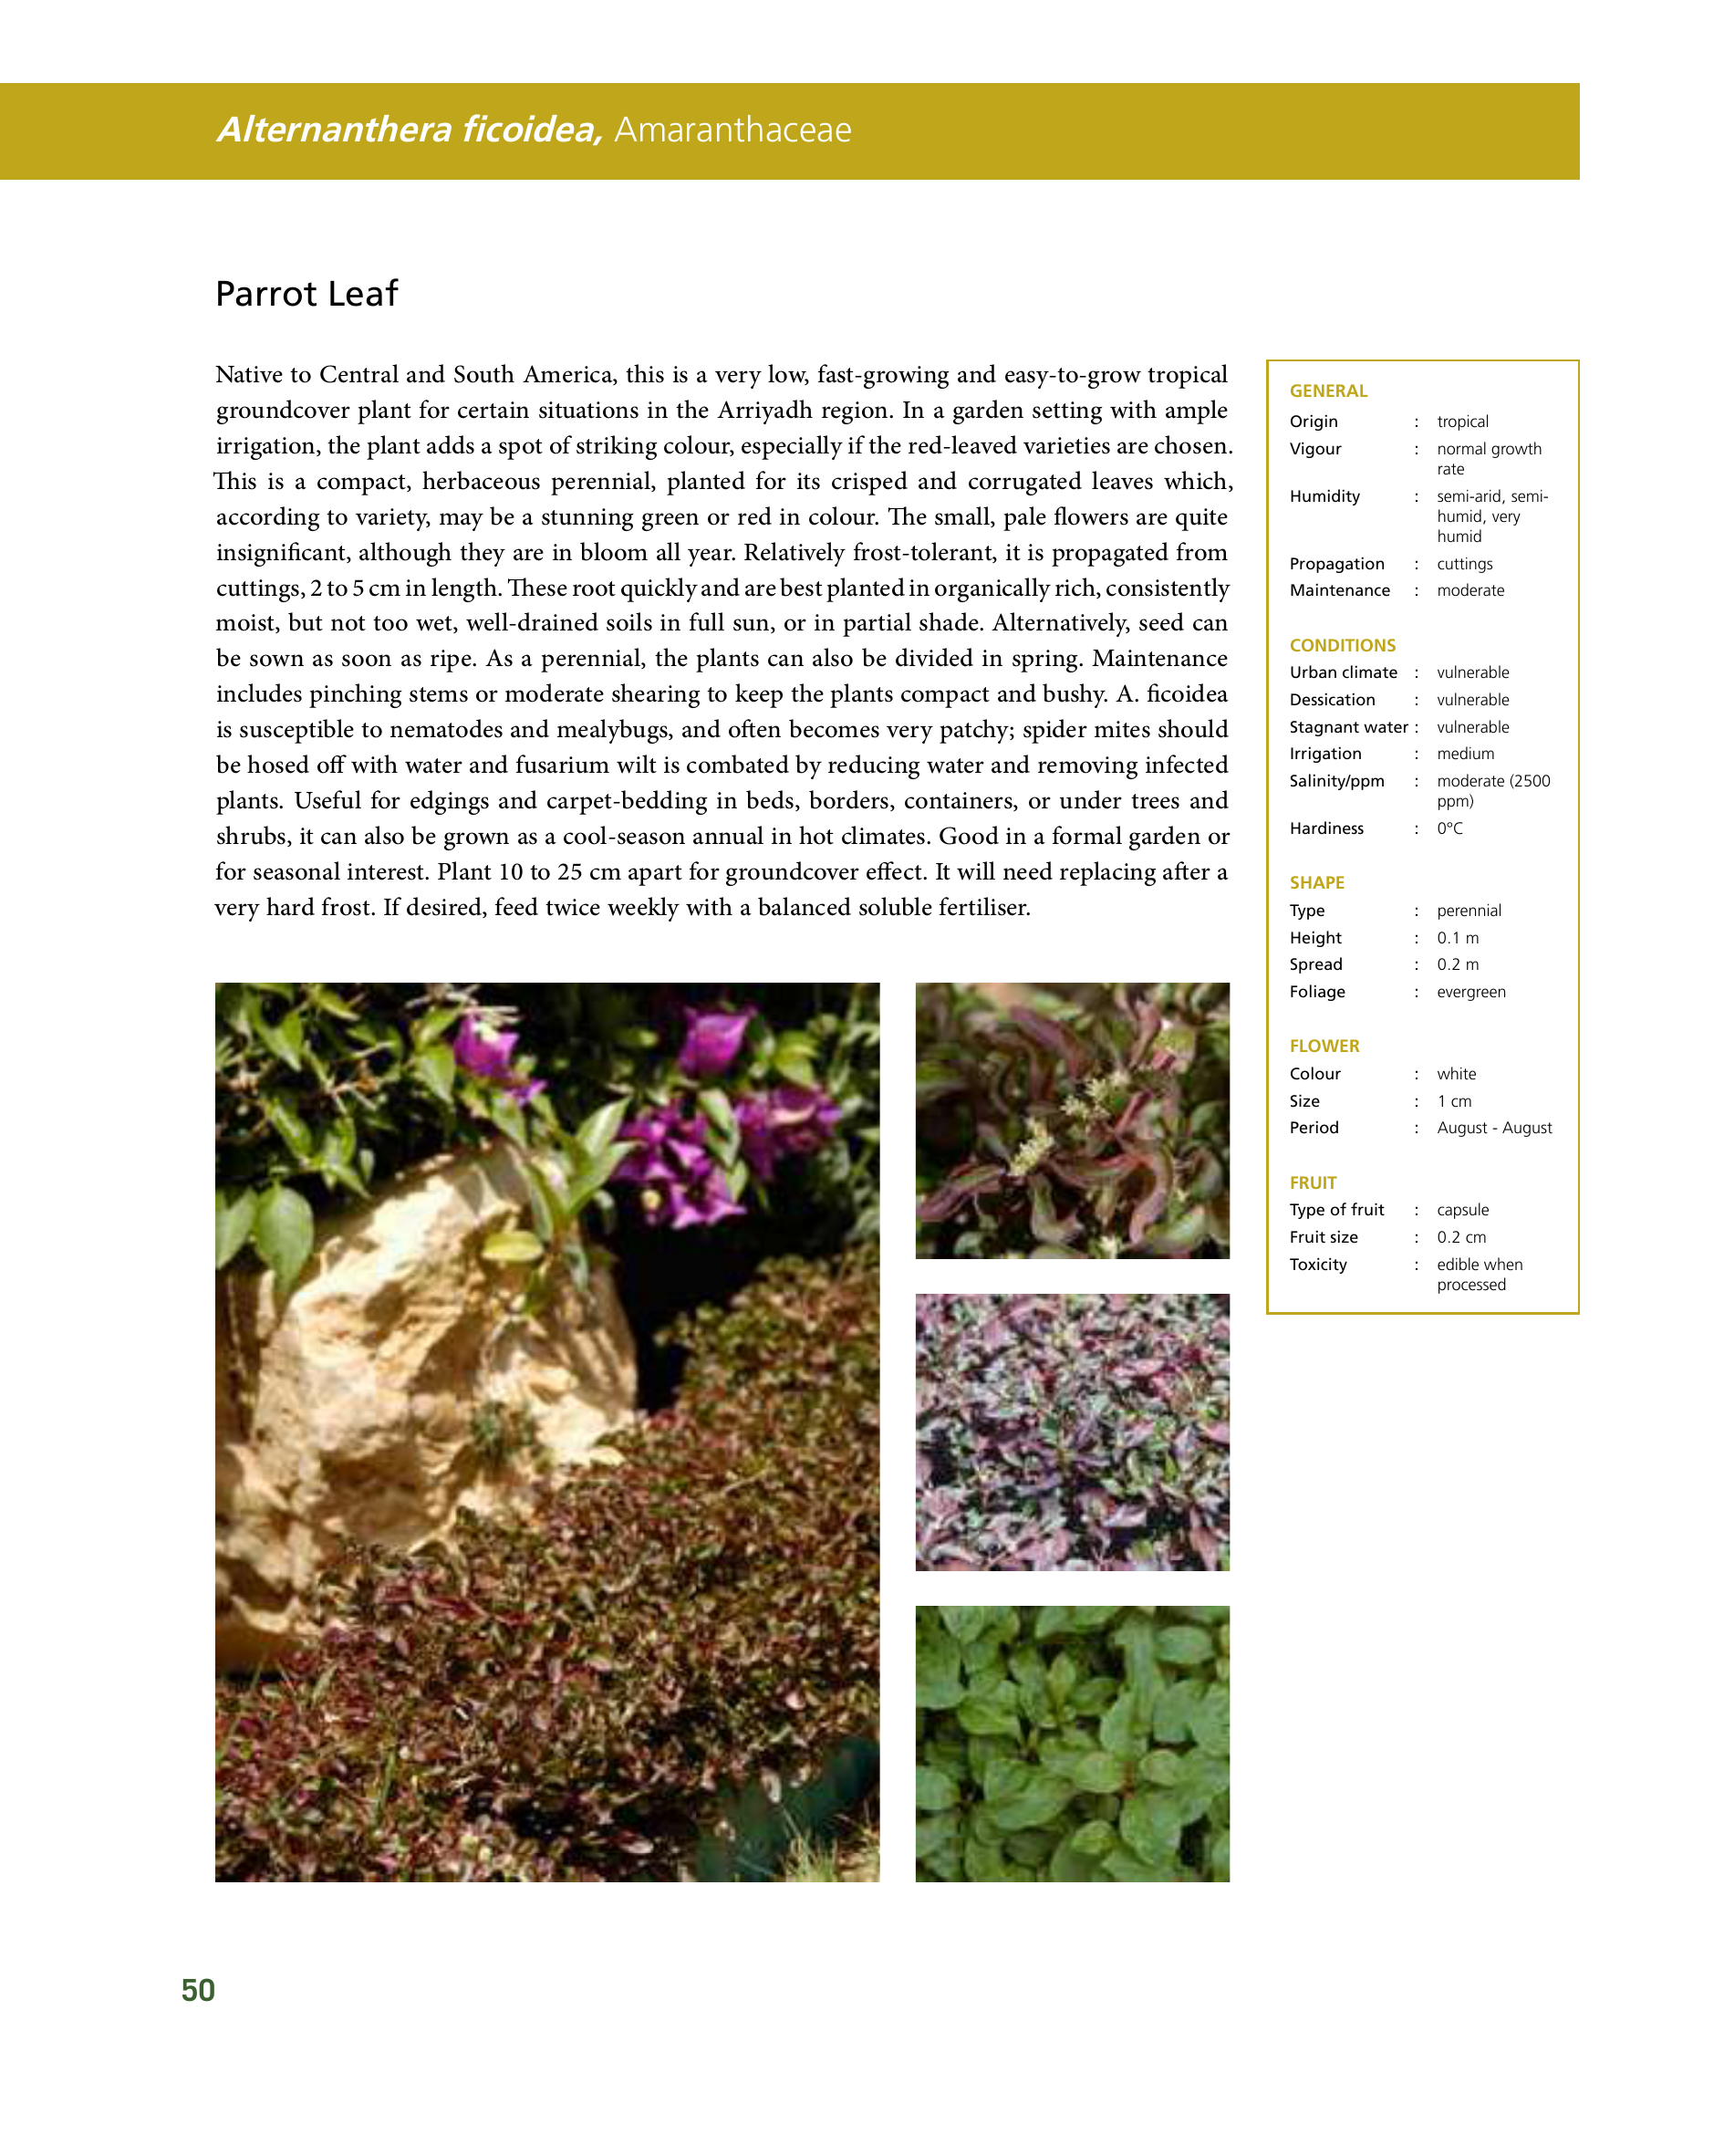 Alternanthera ficoidea, Amaranthaceae
Parrot Leaf
Native to Central and South America, this is a very low, fast-growing and easy-to-grow tropical
groundcover plant for certain situations in the Arriyadh region. In a garden setting with ample
irrigation, the plant adds a spot of striking colour, especially if the red-leaved varieties are chosen.
This is a compact, herbaceous perennial, planted for its crisped and corrugated leaves which,
according to variety, may be a stunning green or red in colour. The small, pale flowers are quite
insignificant, although they are in bloom all year. Relatively frost-tolerant, it is propagated from
cuttings, 2 to 5 cm in length. These root quickly and are best planted in organically rich, consistently
moist, but not too wet, well-drained soils in full sun, or in partial shade. Alternatively, seed can
be sown as soon as ripe. As a perennial, the plants can also be divided in spring. Maintenance
includes pinching stems or moderate shearing to keep the plants compact and bushy. A. ficoidea
is susceptible to nematodes and mealybugs, and often becomes very patchy; spider mites should
be hosed off with water and fusarium wilt is combated by reducing water and removing infected
plants. Useful for edgings and carpet-bedding in beds, borders, containers, or under trees and
shrubs, it can also be grown as a cool-season annual in hot climates. Good in a formal garden or
for seasonal interest. Plant 10 to 25 cm apart for groundcover effect. It will need replacing after a
very hard frost. If desired, feed twice weekly with a balanced soluble fertiliser.
GENERAL
Origin : tropical
Vigour : normal growth
rate
Humidity : semi-arid, semi-
humid, very
humid
Propagation : cuttings
Maintenance : moderate
CONDITIONS
Urban climate : vulnerable
Dessication : vulnerable
Stagnant water : vulnerable
Irrigation : medium
Salinity/ppm : moderate (2500
ppm)
Hardiness : 0°C
SHAPE
Type : perennial
Height : 0.1 m
Spread : 0.2 m
Foliage : evergreen
FLOWER
Colour : white
Size : 1 cm
Period : August - August
FRUIT
Type of fruit : capsule
Fruit size : 0.2 cm
Toxicity : edible when
processed
50